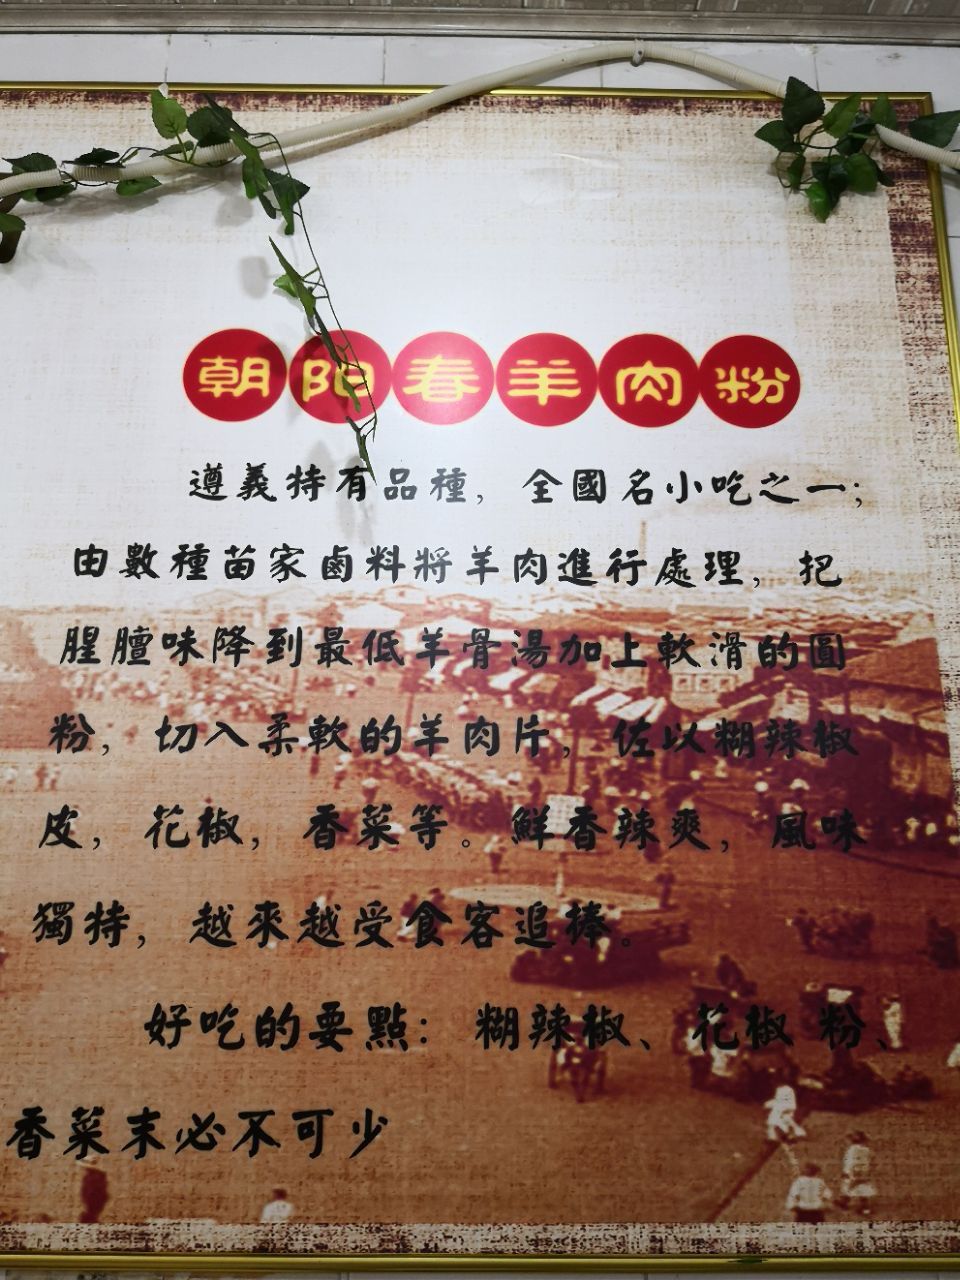 朝阳春羊肉粉
遵義特有品種，全國名小吃之一；
由數種苗家鹵料將羊肉進行處理，把
腥膻味降到最低羊骨湯加上軟滑的圓
粉，切入柔軟的羊肉片，佐以糊辣椒
皮，花椒，香菜等。鮮香辣爽，風味
獨特，越來越受食客追捧。
好吃的要點：糊辣椒、花椒 粉、
香菜末必不可少